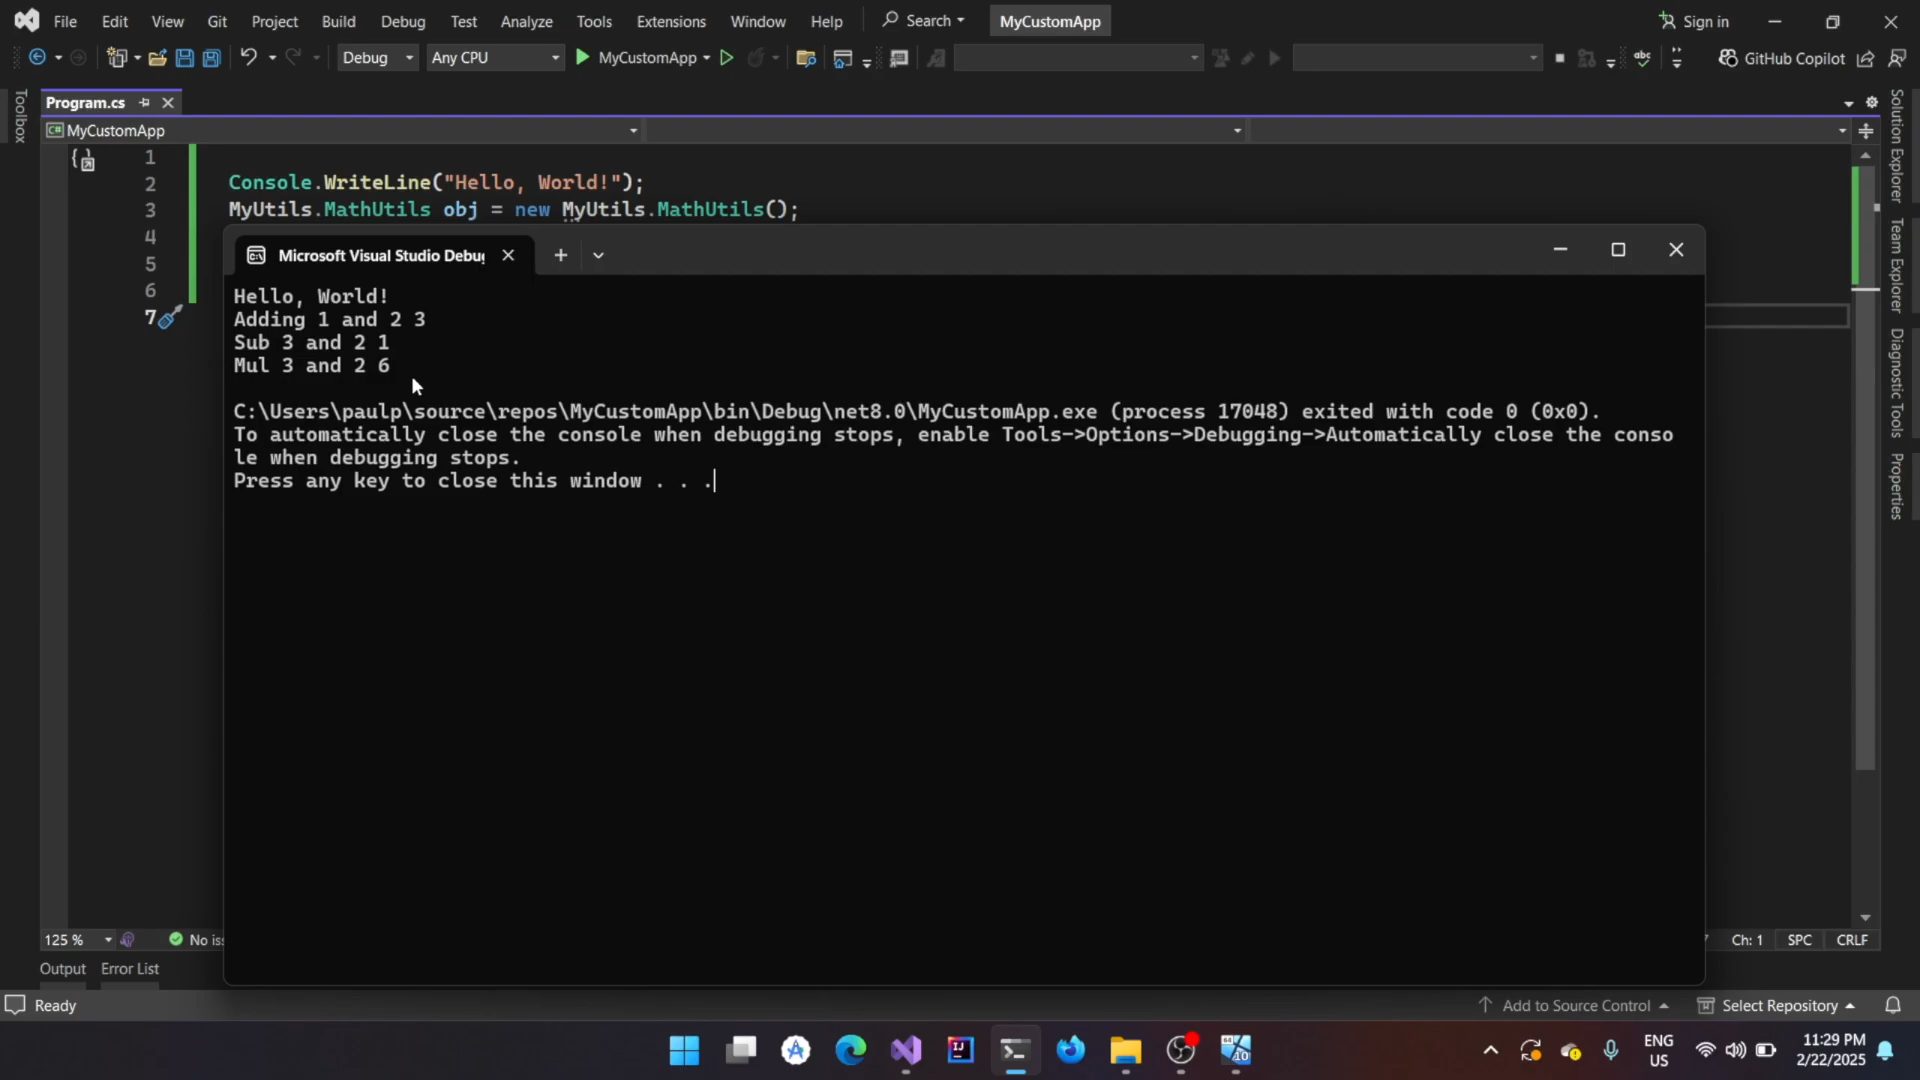 File Edit View Git Project Build Debug Test Analyze Tools Extensions Window Help Search MyCustomApp Sign in
Debug Any CPU MyCustomApp GitHub Copilot
Toolbox
Program.cs
C# MyCustomApp
1
2 Console.WriteLine("Hello, World!");
3 MyUtils.MathUtils obj = new MyUtils.MathUtils();
4
5
6
7
Microsoft Visual Studio Debug
Hello, World!
Adding 1 and 2 3
Sub 3 and 2 1
Mul 3 and 2 6
C:\Users\paulp\source\repos\MyCustomApp\bin\Debug\net8.0\MyCustomApp.exe (process 17048) exited with code 0 (0x0).
To automatically close the console when debugging stops, enable Tools->Options->Debugging->Automatically close the conso
le when debugging stops.
Press any key to close this window . . .
Solution Explorer
Team Explorer
Diagnostic Tools
Properties
125 % No is Ch: 1 SPC CRLF
Output Error List
Ready Add to Source Control Select Repository
ENG
US
11:29 PM
2/22/2025